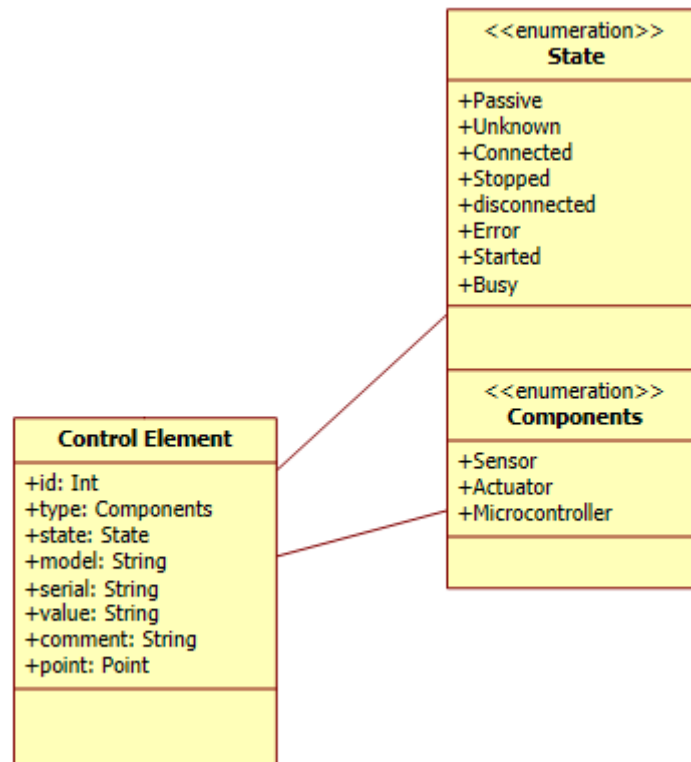 <<enumeration>>
State
+Passive
+Unknown
+Connected
+Stopped
+disconnected
+Error
+Started
+Busy
<<enumeration>>
Components
+Sensor
+Actuator
+Microcontroller
Control Element
+id: Int
+type: Components
+state: State
+model: String
+serial: String
+value: String
+comment: String
+point: Point